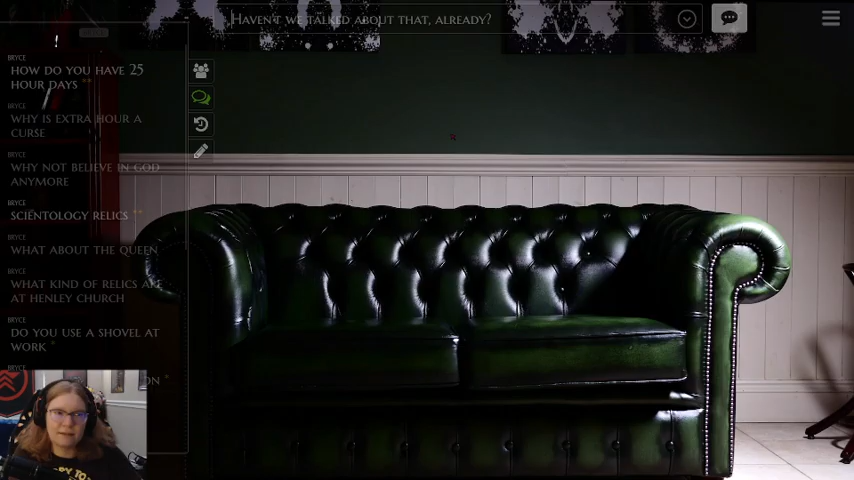 Haven't we talked about that, already?
BRYCE
HOW DO YOU HAVE 25
HOUR DAYS **
BRYCE
WHY IS EXTRA HOUR A
CURSE
BRYCE
WHY NOT BELIEVE IN GOD
ANYMORE
BRYCE
SCIENTOLOGY RELICS **
BRYCE
WHAT ABOUT THE QUEEN
BRYCE
WHAT KIND OF RELICS ARE
AT HENLEY CHURCH
BRYCE
DO YOU USE A SHOVEL AT
WORK *